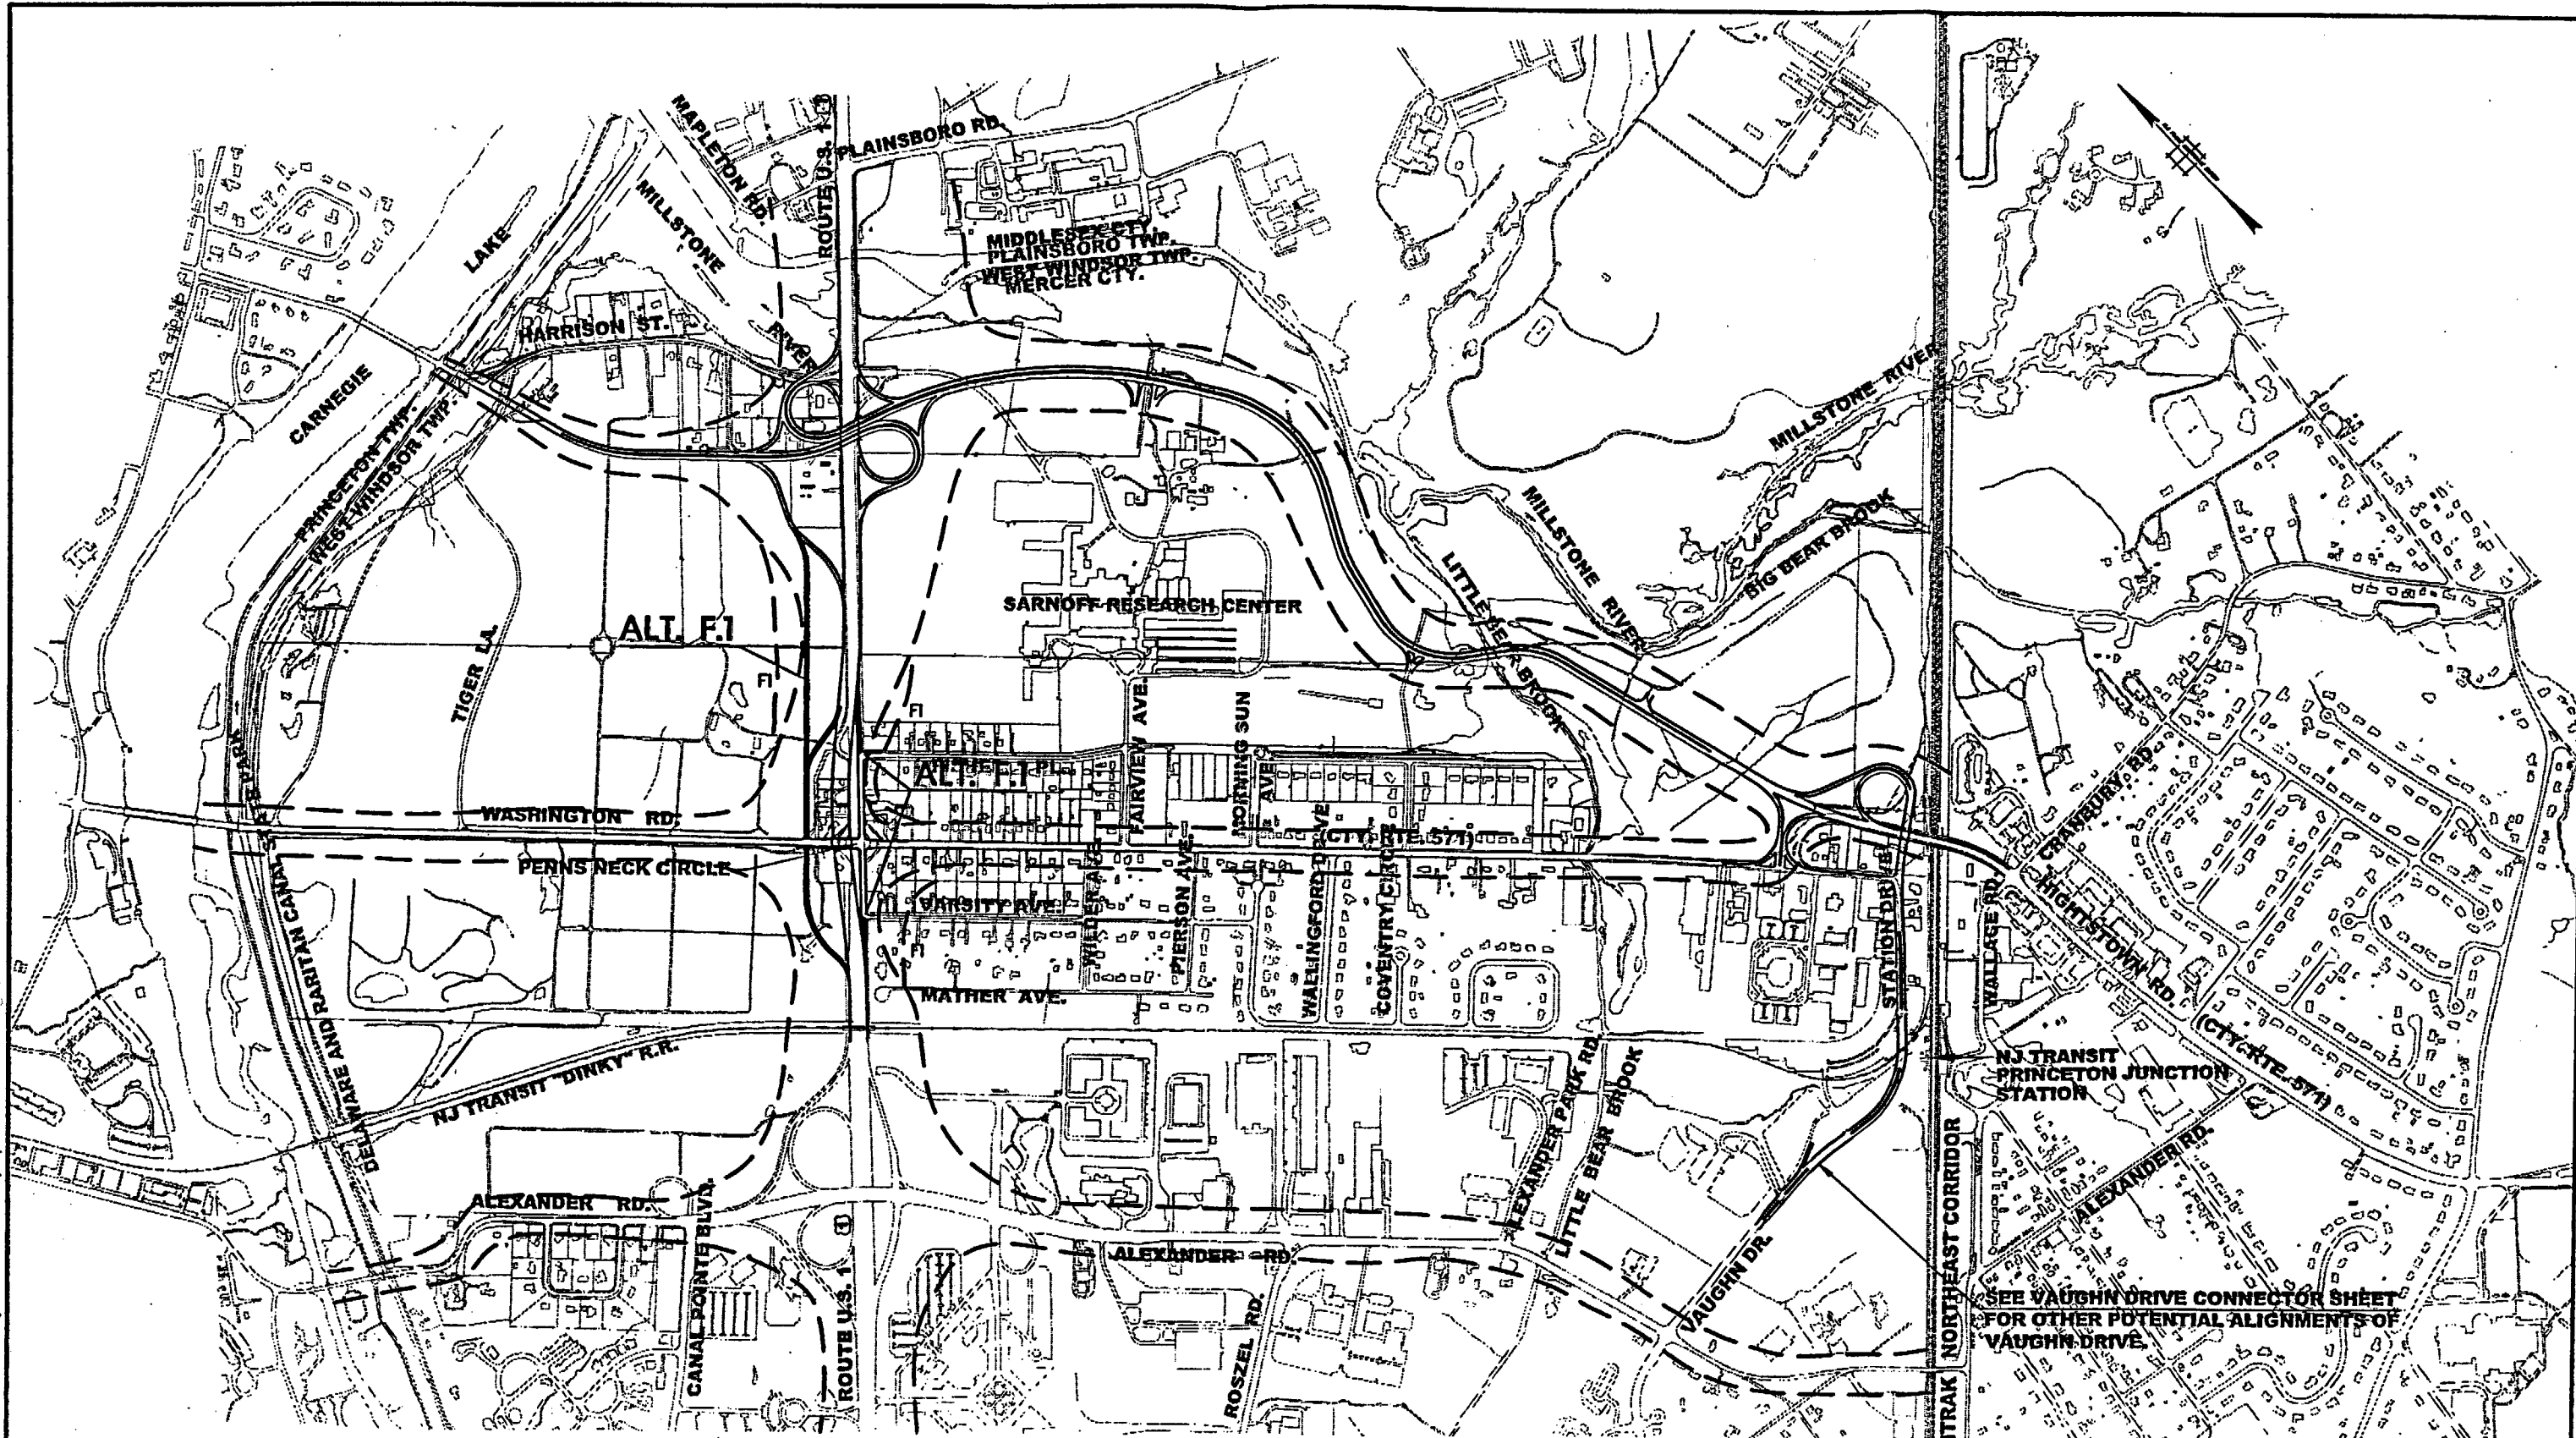 MAPLETON RD.
ROUTE U.S. 1
PLAINSBORO RD.
MILLSTONE
RIVER
LAKE
CARNEGIE
MIDDLESEX CTY.
PLAINSBORO TWP.
WEST WINDSOR TWP.
MERCER CTY.
HARRISON ST.
PRINCETON TWP.
WEST WINDSOR TWP.
MILLSTONE RIVER
MILLSTONE RIVER
BIG BEAR BROOK
LITTLE BEAR BROOK
SARNOFF RESEARCH CENTER
ALT. F.1
TIGER LA.
FI
FI
ALT. F.1
FAIRVIEW AVE.
MORNING SUN
AVE.
WASHINGTON RD.
(CTY. RTE. 571)
PENNS NECK CIRCLE
VARSITY AVE.
WILDER AVE.
PIERSON AVE.
WALLINGFORD DRIVE
COVENTRY CIRCLE
FI
MATHER AVE.
STATION DRIVE
WALLACE RD.
CRANBURY RD.
HIGHTSTOWN RD.
(CTY. RTE. 571)
DELAWARE AND RARITAN CANAL STATE PARK
NJ TRANSIT "DINKY" R.R.
NJ TRANSIT
PRINCETON JUNCTION
STATION
ALEXANDER PARK RD.
LITTLE BEAR BROOK
ALEXANDER RD.
ALEXANDER RD.
CANAL POINTE BLVD.
ROUTE U.S. 1 (1)
ALEXANDER RD.
ROSZEL RD.
VAUGHN DR.
NORTHEAST CORRIDOR
SEE VAUGHN DRIVE CONNECTOR SHEET
FOR OTHER POTENTIAL ALIGNMENTS OF
VAUGHN DRIVE.